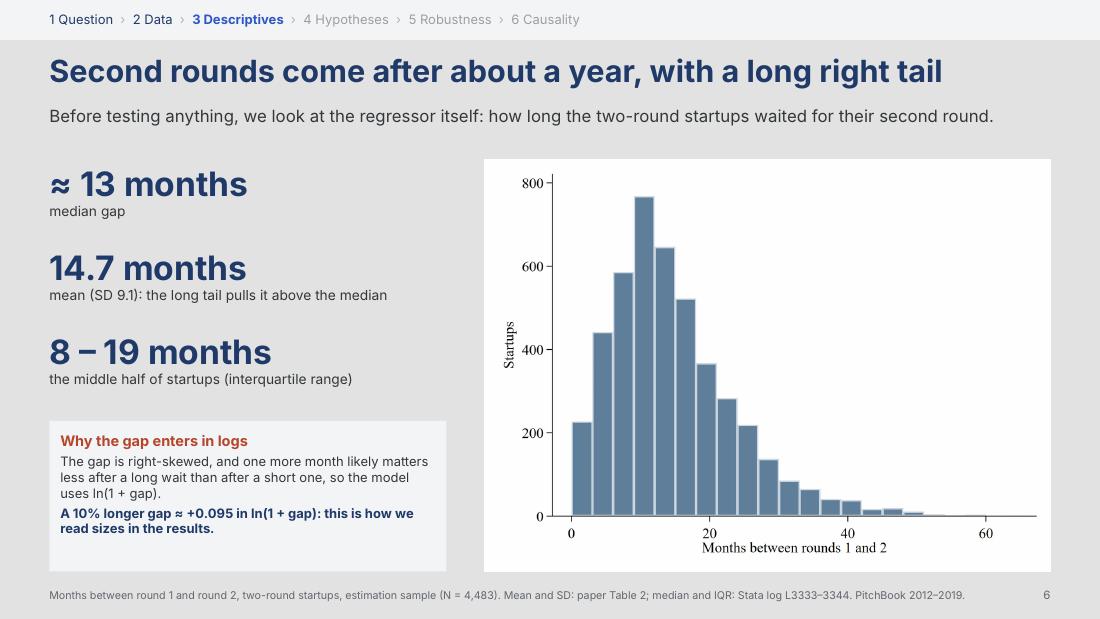 1 Question › 2 Data › 3 Descriptives › 4 Hypotheses › 5 Robustness › 6 Causality
Second rounds come after about a year, with a long right tail
Before testing anything, we look at the regressor itself: how long the two-round startups waited for their second round.
≈ 13 months
median gap
14.7 months
mean (SD 9.1): the long tail pulls it above the median
8 – 19 months
the middle half of startups (interquartile range)
Why the gap enters in logs
The gap is right-skewed, and one more month likely matters
less after a long wait than after a short one, so the model
uses ln(1 + gap).
A 10% longer gap ≈ +0.095 in ln(1 + gap): this is how we
read sizes in the results.
800
600
400
200
0
Startups
0 20 40 60
Months between rounds 1 and 2
Months between round 1 and round 2, two-round startups, estimation sample (N = 4,483). Mean and SD: paper Table 2; median and IQR: Stata log L3333–3344. PitchBook 2012–2019.
6